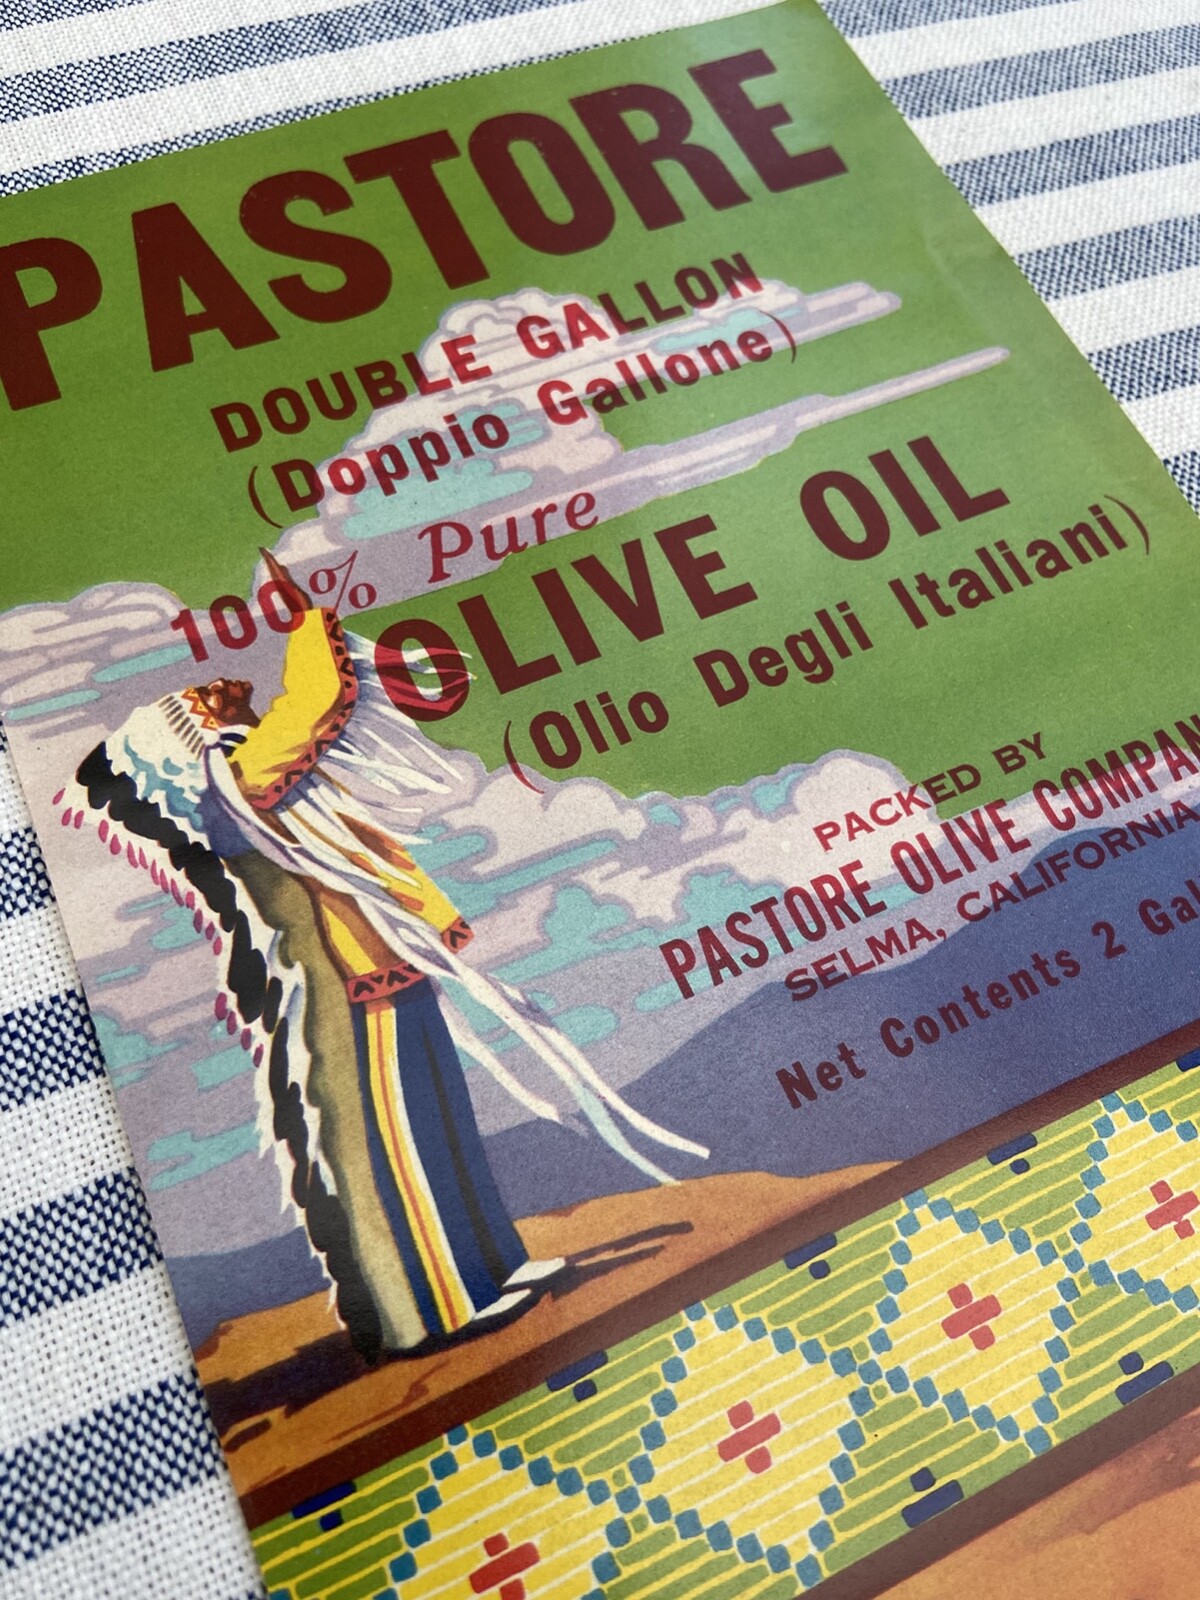 PASTORE
DOUBLE GALLON
(Doppio Gallone)
100% Pure
OLIVE OIL
(Olio Degli Italiani)
PACKED BY
PASTORE OLIVE COMPAN
SELMA, CALIFORNIA
Net Contents 2 Gal